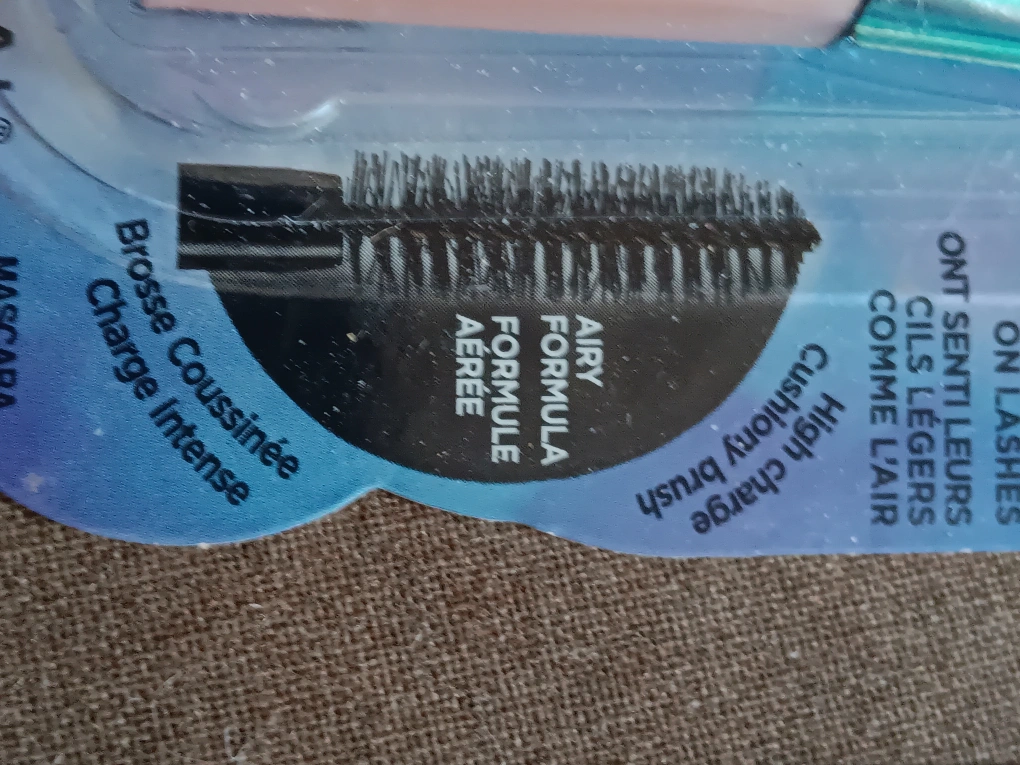 ON LASHES
ONT SENTI LEURS
CILS LÉGERS
COMME L'AIR
High charge
Cushiony brush
AIRY
FORMULA
FORMULE
AÉRÉE
Brosse Coussinée
Charge Intense
MASCARA